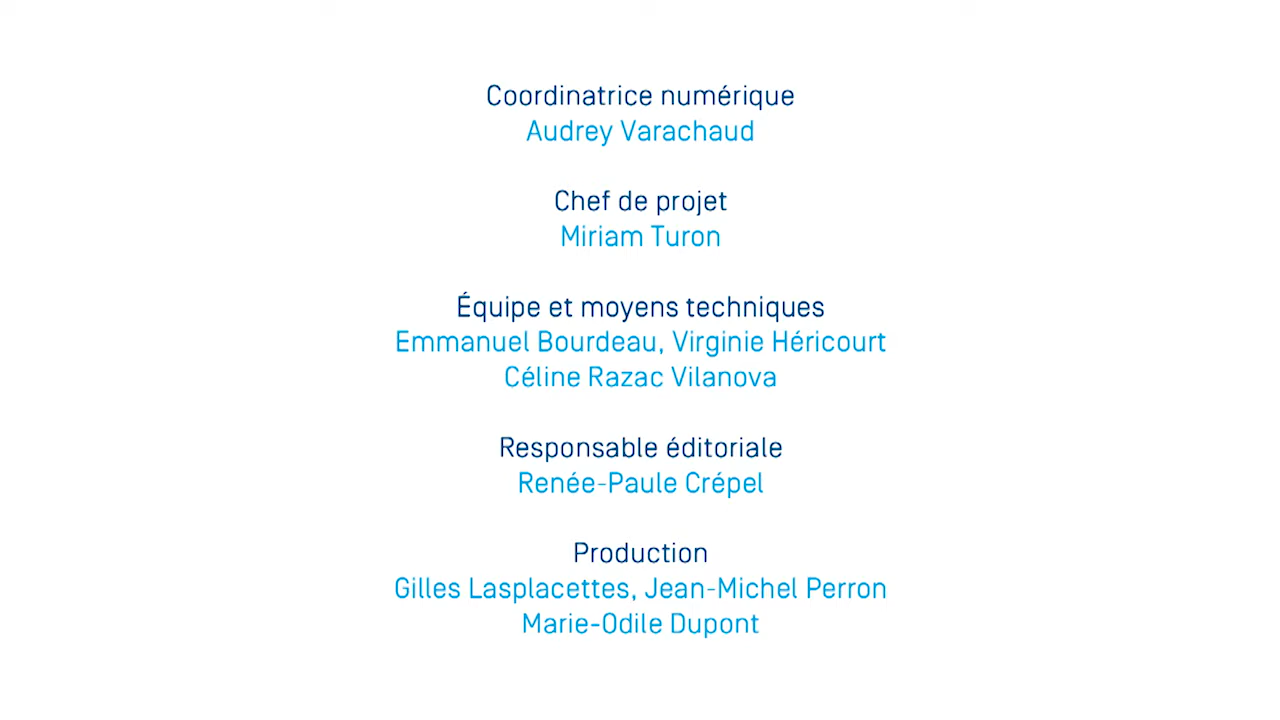 Coordinatrice numérique
Audrey Varachaud
Chef de projet
Miriam Turon
Équipe et moyens techniques
Emmanuel Bourdeau, Virginie Héricourt
Céline Razac Vilanova
Responsable éditoriale
Renée-Paule Crépel
Production
Gilles Lasplacettes, Jean-Michel Perron
Marie-Odile Dupont